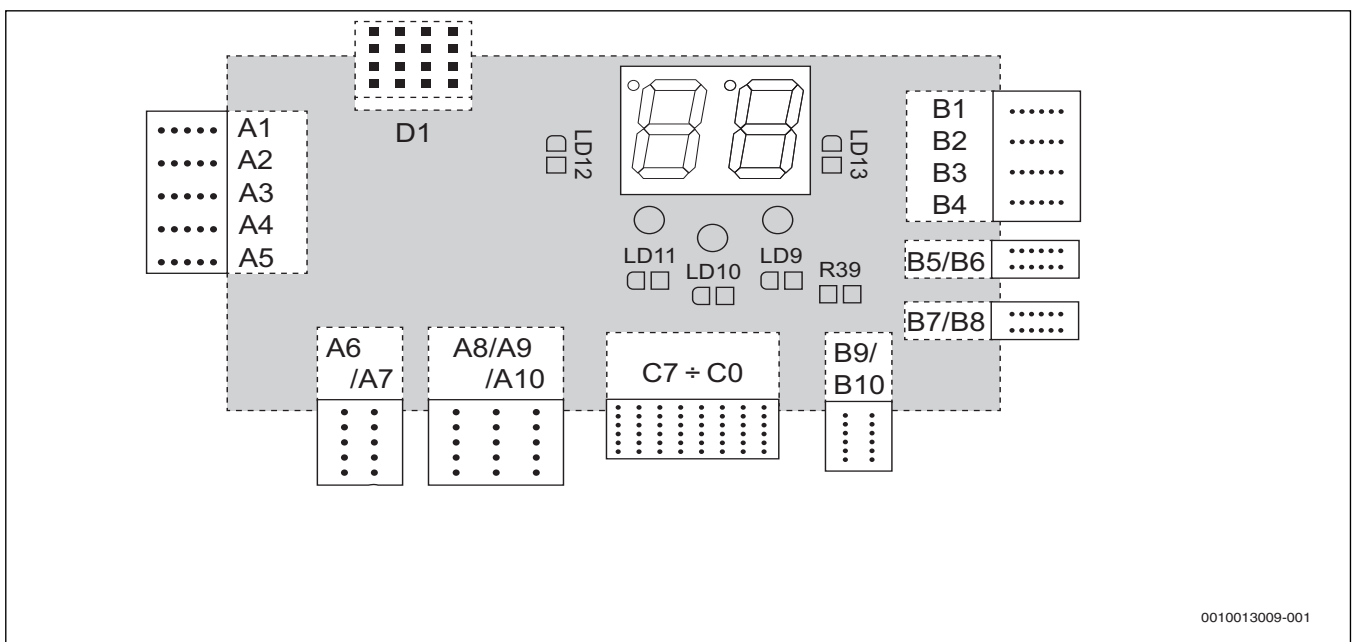 D1
A1
A2
A3
A4
A5
LD12
LD13
B1
B2
B3
B4
LD11
LD10
LD9
R39
B5/B6
B7/B8
A6
/A7
A8/A9
/A10
C7 ÷ C0
B9/
B10
0010013009-001